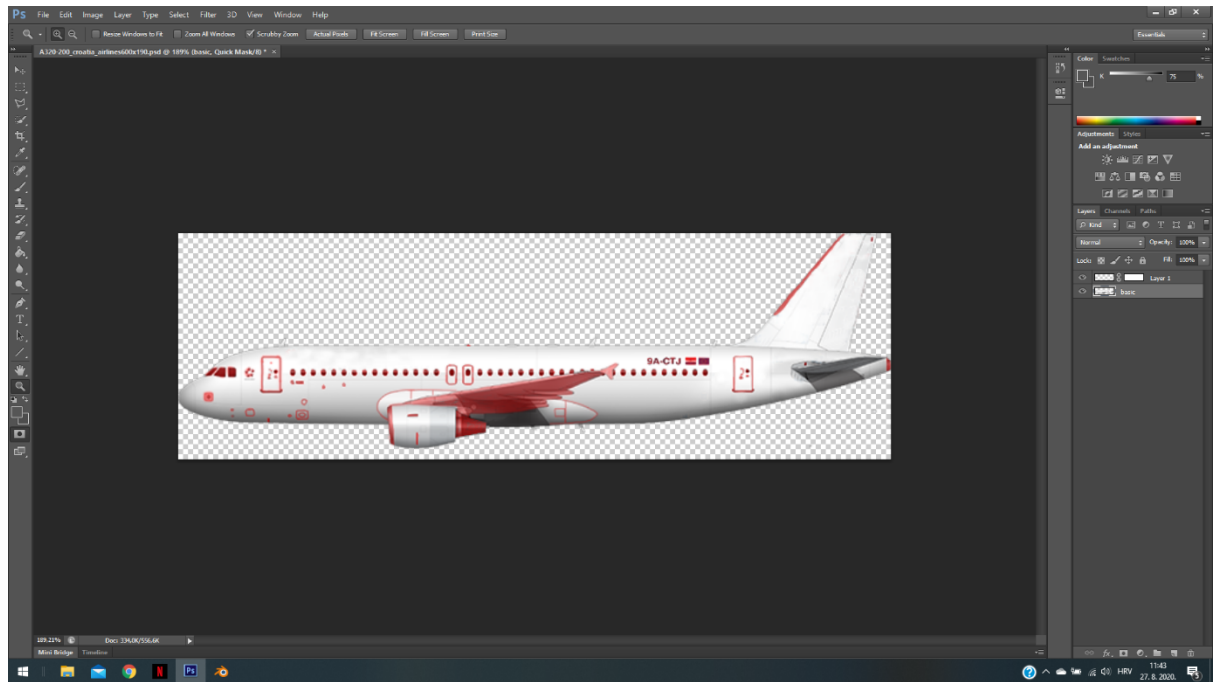 Ps File Edit Image Layer Type Select Filter 3D View Window Help
Resize Windows to Fit Zoom All Windows Scrubby Zoom Actual Pixels Fit Screen Fill Screen Print Size Essentials
A320-200_croatia_airlines600x190.psd @ 189% (basic, Quick Mask/8) * ×
Color Swatches
K 75 %
Adjustments Styles
Add an adjustment
Layers Channels Paths
Kind
Normal Opacity: 100%
Lock: Fill: 100%
Layer 1
basic
9A-CTJ
189,21% Doc: 334,0K/556,6K
Mini Bridge Timeline
N Ps HRV 11:43
27. 8. 2020.